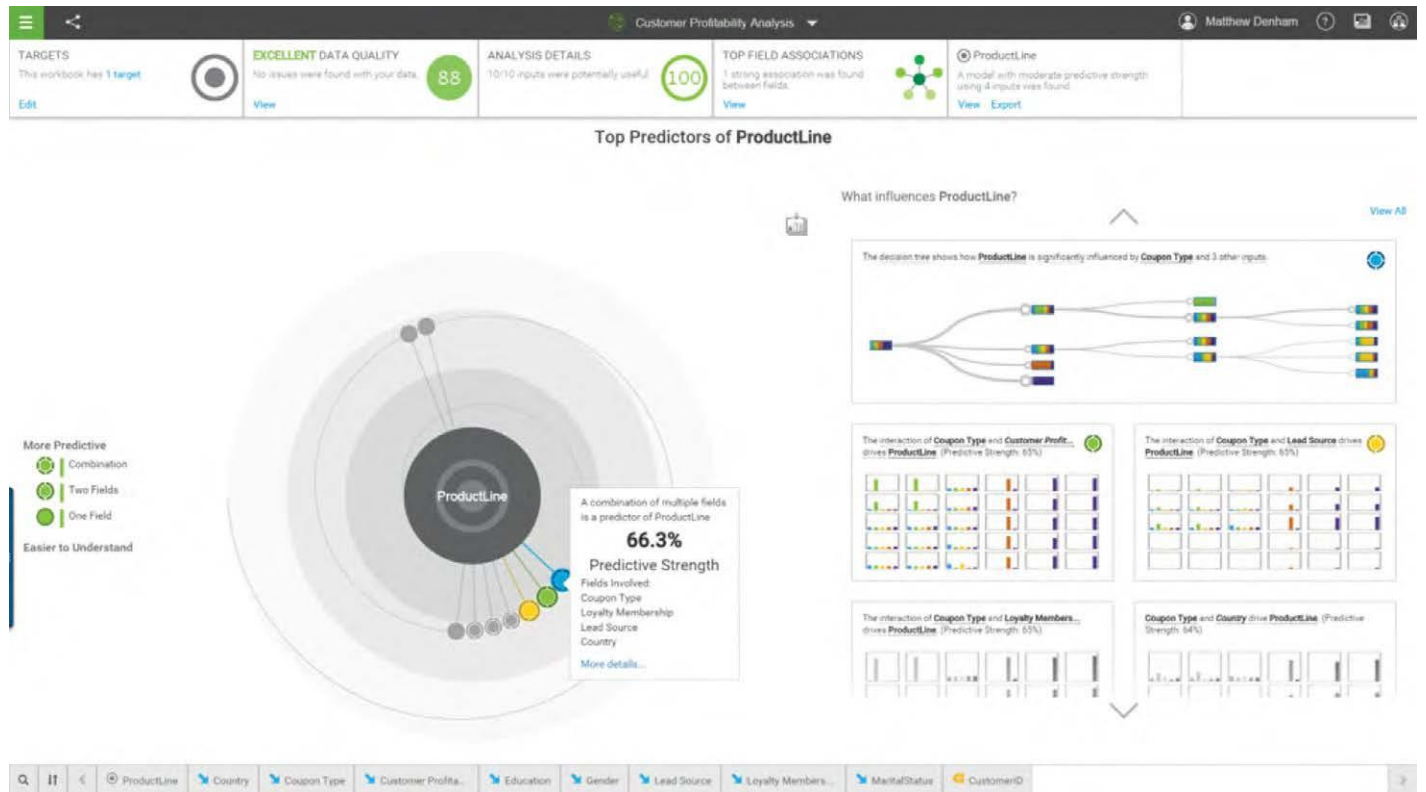 Customer Profitability Analysis
Matthew Denham
?
TARGETS
This workbook has 1 target
Edit
EXCELLENT DATA QUALITY
No issues were found with your data.
88
View
ANALYSIS DETAILS
10/10 inputs were potentially useful
100
TOP FIELD ASSOCIATIONS
1 strong association was found
between fields.
View
ProductLine
A model with moderate predictive strength
using 4 inputs was found
View Export
Top Predictors of ProductLine
More Predictive
Combination
Two Fields
One Field
Easier to Understand
ProductLine
A combination of multiple fields
is a predictor of ProductLine
66.3%
Predictive Strength
Fields Involved:
Coupon Type
Loyalty Membership
Lead Source
Country
More details...
What influences ProductLine?
View All
The decision tree shows how ProductLine is significantly influenced by Coupon Type and 3 other inputs
The interaction of Coupon Type and Customer Profit...
drives ProductLine. (Predictive Strength: 65%)
The interaction of Coupon Type and Lead Source drives
ProductLine. (Predictive Strength: 65%)
The interaction of Coupon Type and Loyalty Members...
drives ProductLine. (Predictive Strength: 65%)
Coupon Type and Country drive ProductLine. (Predictive
Strength: 64%)
ProductLine
Country
Coupon Type
Customer Profita...
Education
Gender
Lead Source
Loyalty Members...
MaritalStatus
CustomerID